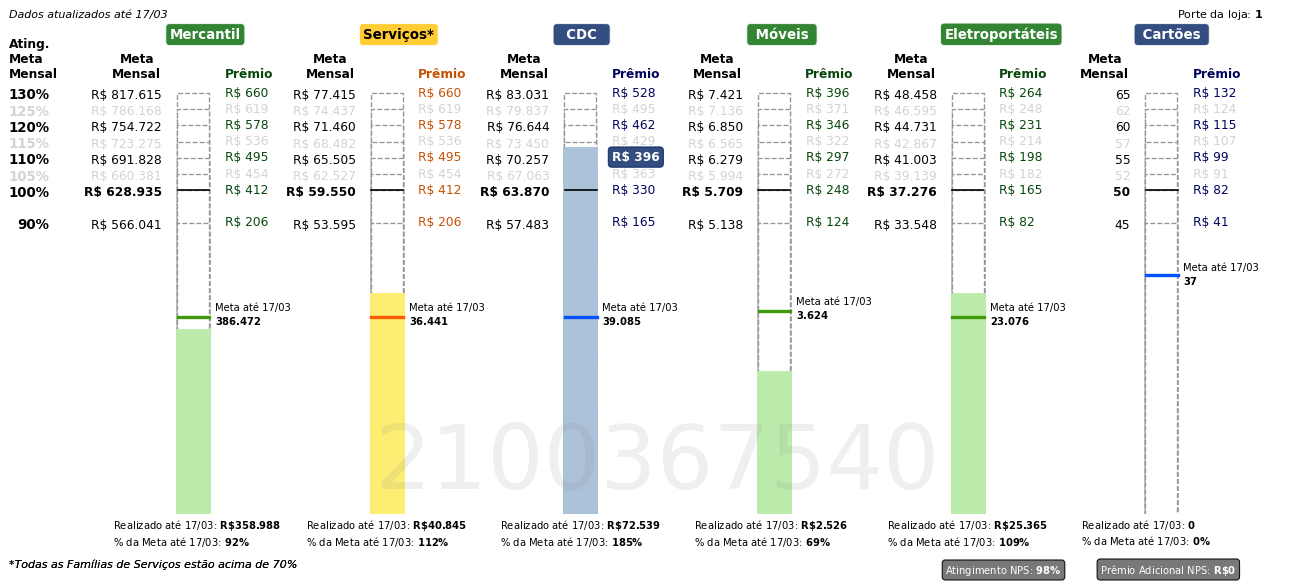 Dados atualizados até 17/03 Porte da loja: 1
Mercantil Serviços* CDC Móveis Eletroportáteis Cartões
Ating.
Meta Meta Meta Meta Meta Meta Meta
Mensal Mensal Prêmio Mensal Prêmio Mensal Prêmio Mensal Prêmio Mensal Prêmio Mensal Prêmio
130% R$ 817.615 R$ 660 R$ 77.415 R$ 660 R$ 83.031 R$ 528 R$ 7.421 R$ 396 R$ 48.458 R$ 264 65 R$ 132
125% R$ 786.168 R$ 619 R$ 74.437 R$ 619 R$ 79.837 R$ 495 R$ 7.136 R$ 371 R$ 46.595 R$ 248 62 R$ 124
120% R$ 754.722 R$ 578 R$ 71.460 R$ 578 R$ 76.644 R$ 462 R$ 6.850 R$ 346 R$ 44.731 R$ 231 60 R$ 115
115% R$ 723.275 R$ 536 R$ 68.482 R$ 536 R$ 73.450 R$ 429 R$ 6.565 R$ 322 R$ 42.867 R$ 214 57 R$ 107
110% R$ 691.828 R$ 495 R$ 65.505 R$ 495 R$ 70.257 R$ 396 R$ 6.279 R$ 297 R$ 41.003 R$ 198 55 R$ 99
105% R$ 660.381 R$ 454 R$ 62.527 R$ 454 R$ 67.063 R$ 363 R$ 5.994 R$ 272 R$ 39.139 R$ 182 52 R$ 91
100% R$ 628.935 R$ 412 R$ 59.550 R$ 412 R$ 63.870 R$ 330 R$ 5.709 R$ 248 R$ 37.276 R$ 165 50 R$ 82
90% R$ 566.041 R$ 206 R$ 53.595 R$ 206 R$ 57.483 R$ 165 R$ 5.138 R$ 124 R$ 33.548 R$ 82 45 R$ 41
Meta até 17/03
37
Meta até 17/03 Meta até 17/03 Meta até 17/03 Meta até 17/03 Meta até 17/03
386.472 36.441 39.085 3.624 23.076
2100367540
Realizado até 17/03: R$358.988 Realizado até 17/03: R$40.845 Realizado até 17/03: R$72.539 Realizado até 17/03: R$2.526 Realizado até 17/03: R$25.365 Realizado até 17/03: 0
% da Meta até 17/03: 92% % da Meta até 17/03: 112% % da Meta até 17/03: 185% % da Meta até 17/03: 69% % da Meta até 17/03: 109% % da Meta até 17/03: 0%
*Todas as Famílias de Serviços estão acima de 70% Atingimento NPS: 98% Prêmio Adicional NPS: R$0